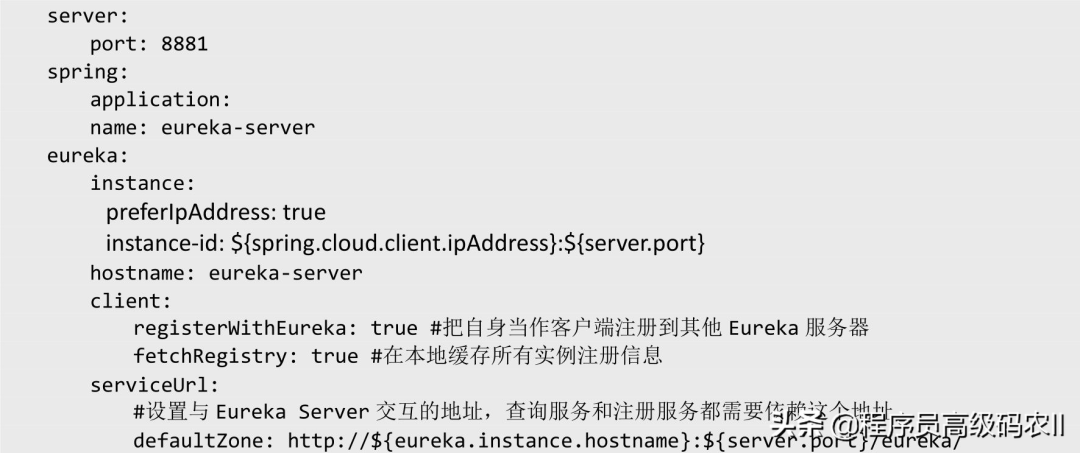 server:
port: 8881
spring:
application:
name: eureka-server
eureka:
instance:
preferIpAddress: true
instance-id: ${spring.cloud.client.ipAddress}:${server.port}
hostname: eureka-server
client:
registerWithEureka: true #把自身当作客户端注册到其他 Eureka 服务器
fetchRegistry: true #在本地缓存所有实例注册信息
serviceUrl:
#设置与 Eureka Server 交互的地址，查询服务和注册服务都需要依赖这个地址
defaultZone: http://${eureka.instance.hostname}:${server.port}/eureka/
头条 @程序员高级码农II